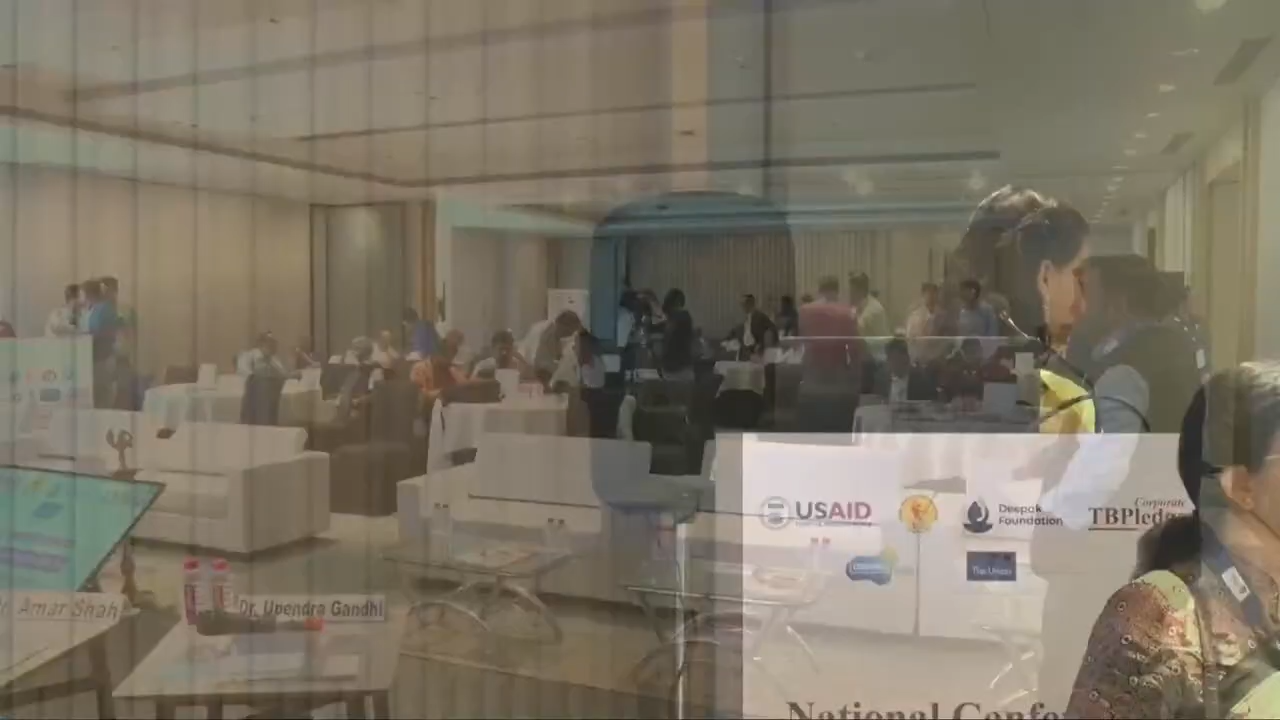 USAID
Deepak
Foundation
Corporate
TBPledge
The Union
Dr. Amar Shah
Dr. Upendra Gandhi
National Confe